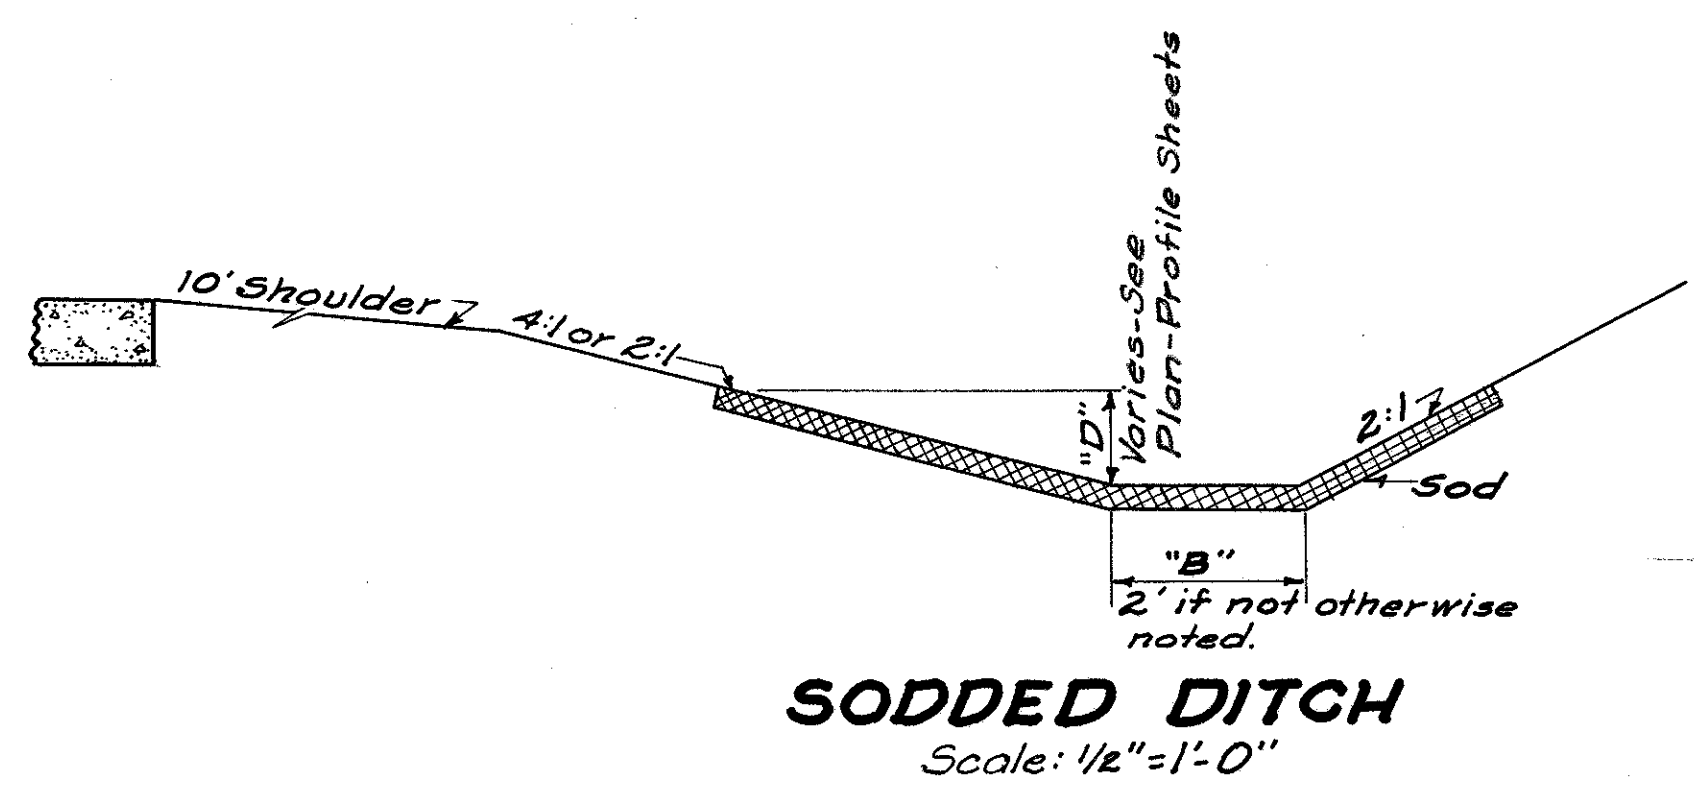 10' Shoulder
4:1 or 2:1
"D"
Varies-See
Plan-Profile Sheets
2:1
Sod
"B"
2' if not otherwise
noted.
SODDED DITCH
Scale: 1/2"=1'-0"